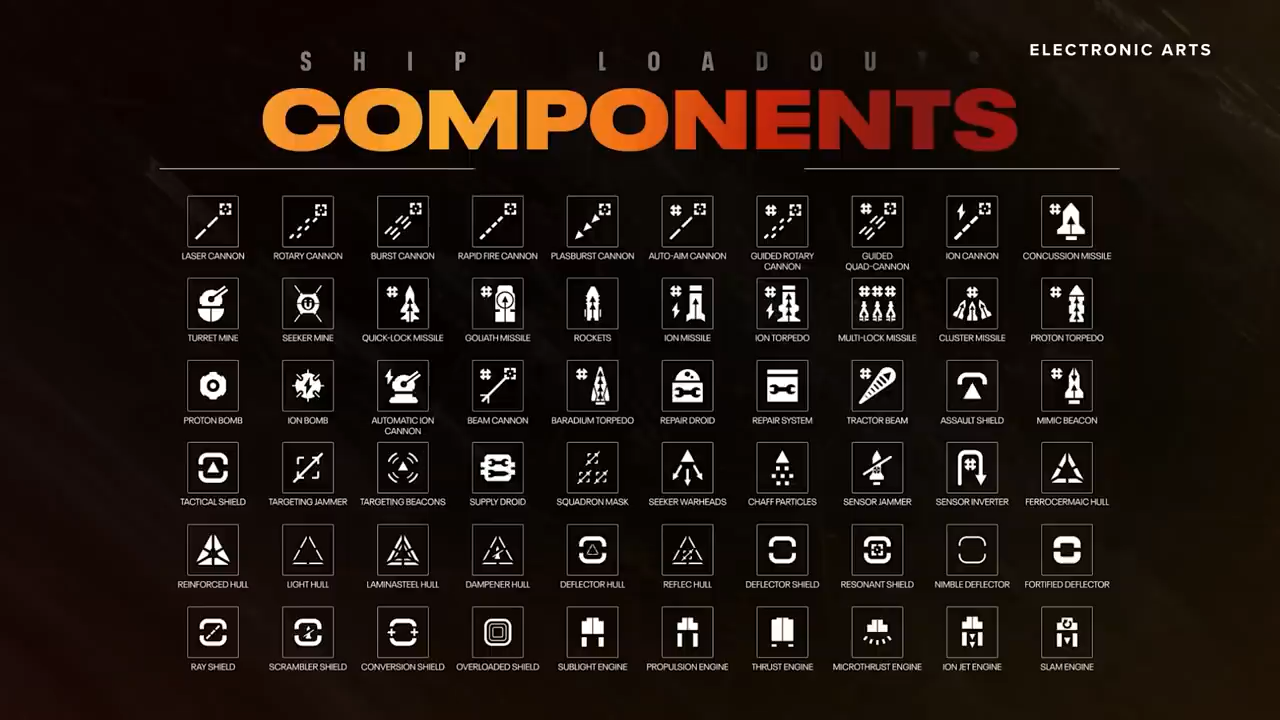 ELECTRONIC ARTS
SHIP LOADOUTS
COMPONENTS
LASER CANNON
ROTARY CANNON
BURST CANNON
RAPID FIRE CANNON
PLASBURST CANNON
AUTO-AIM CANNON
GUIDED ROTARY
CANNON
GUIDED
QUAD-CANNON
ION CANNON
CONCUSSION MISSILE
TURRET MINE
SEEKER MINE
QUICK-LOCK MISSILE
GOLIATH MISSILE
ROCKETS
ION MISSILE
ION TORPEDO
MULTI-LOCK MISSILE
CLUSTER MISSILE
PROTON TORPEDO
PROTON BOMB
ION BOMB
AUTOMATIC ION
CANNON
BEAM CANNON
BARADIUM TORPEDO
REPAIR DROID
REPAIR SYSTEM
TRACTOR BEAM
ASSAULT SHIELD
MIMIC BEACON
TACTICAL SHIELD
TARGETING JAMMER
TARGETING BEACONS
SUPPLY DROID
SQUADRON MASK
SEEKER WARHEADS
CHAFF PARTICLES
SENSOR JAMMER
SENSOR INVERTER
FERROCERMAIC HULL
REINFORCED HULL
LIGHT HULL
LAMINASTEEL HULL
DAMPENER HULL
DEFLECTOR HULL
REFLEC HULL
DEFLECTOR SHIELD
RESONANT SHIELD
NIMBLE DEFLECTOR
FORTIFIED DEFLECTOR
RAY SHIELD
SCRAMBLER SHIELD
CONVERSION SHIELD
OVERLOADED SHIELD
SUBLIGHT ENGINE
PROPULSION ENGINE
THRUST ENGINE
MICROTHRUST ENGINE
ION JET ENGINE
SLAM ENGINE